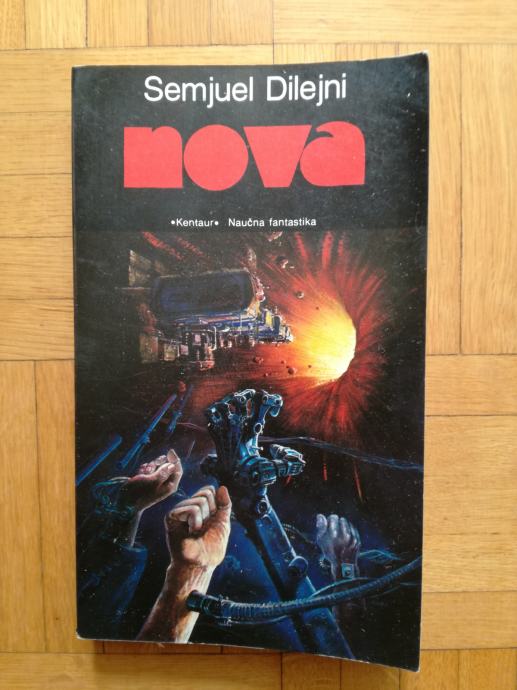 Semjuel Dilejni
nova
•Kentaur• Naučna fantastika